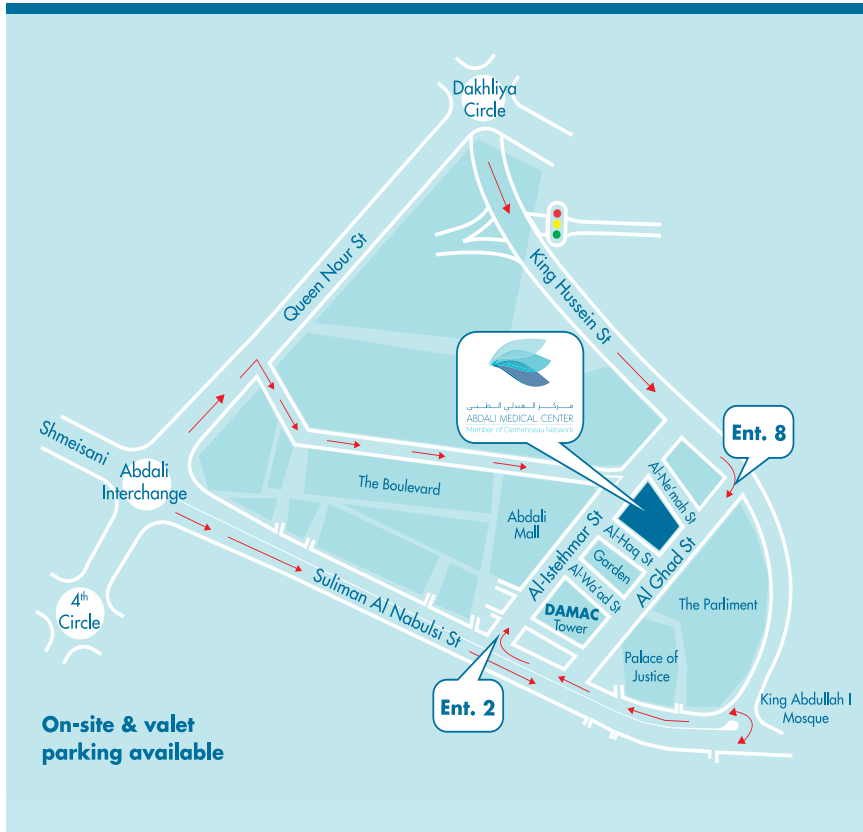 Dakhliya
Circle
Queen Nour St
King Hussein St
مركز العبدلي الطبي
ABDALI MEDICAL CENTER
Member of Clemenceau Network
Ent. 8
Shmeisani
Abdali
Interchange
The Boulevard
Abdali
Mall
Al-Ne'mah St
Al-Istethmar St
Al-Haq St
Garden
Al-Wa'ad St
Al Ghad St
DAMAC
Tower
The Parliment
4th
Circle
Suliman Al Nabulsi St
Palace of
Justice
Ent. 2
King Abdullah I
Mosque
On-site & valet
parking available